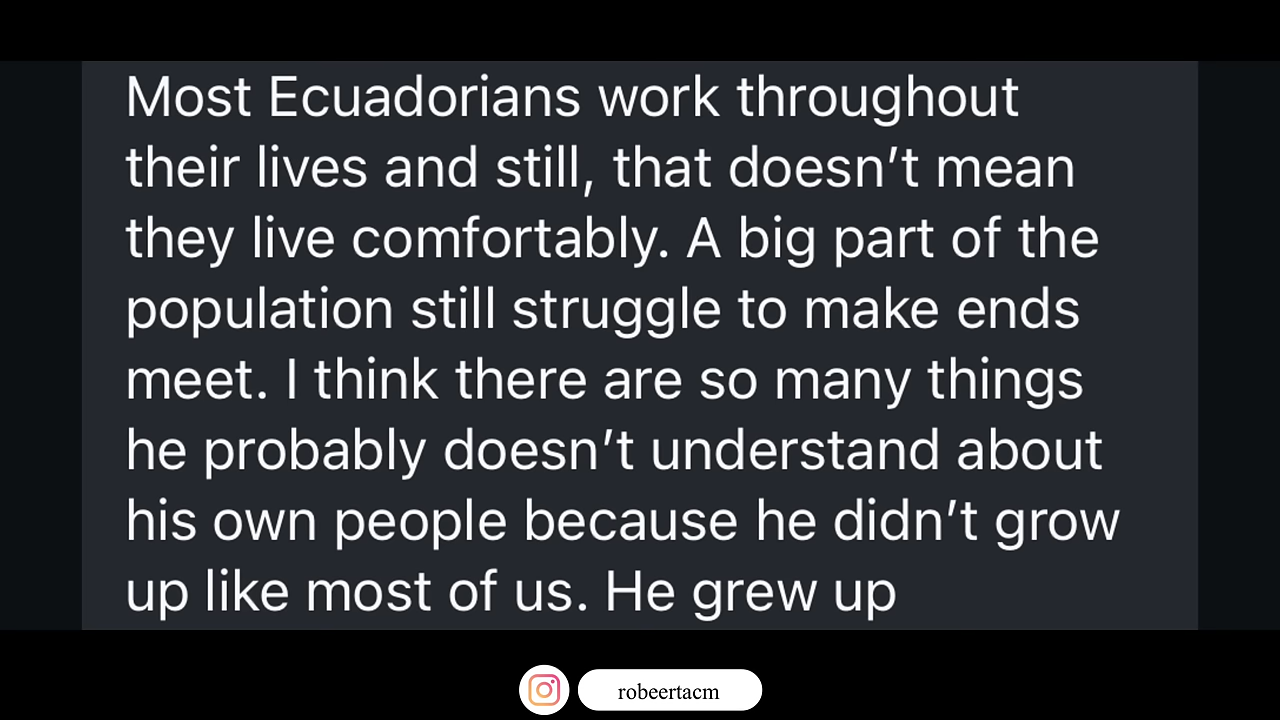 Most Ecuadorians work throughout
their lives and still, that doesn’t mean
they live comfortably. A big part of the
population still struggle to make ends
meet. I think there are so many things
he probably doesn’t understand about
his own people because he didn’t grow
up like most of us. He grew up
robeertacm